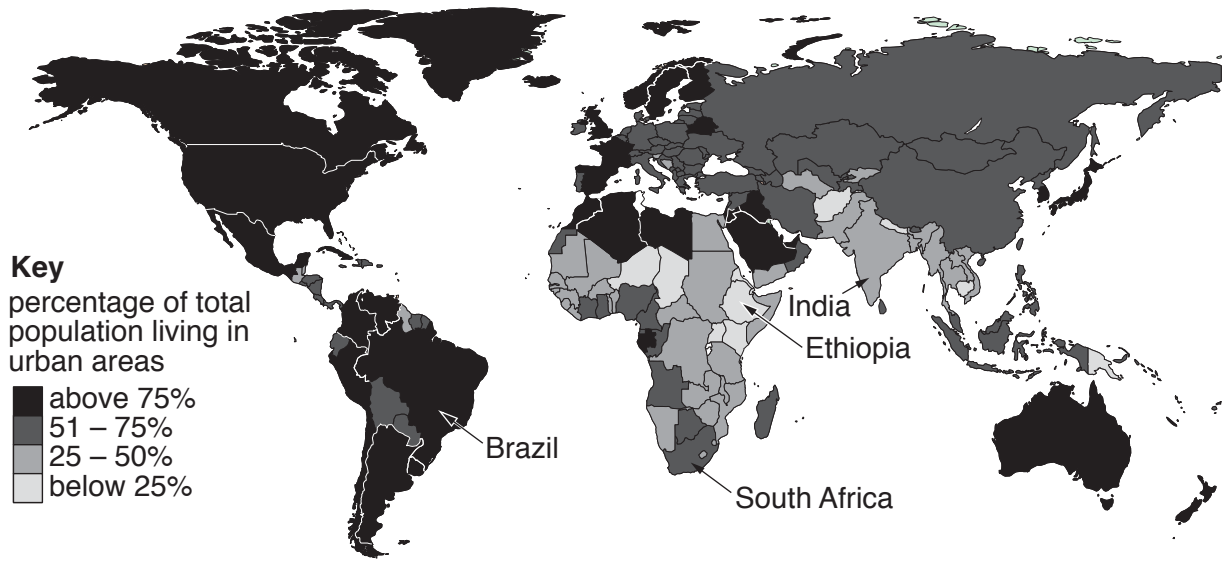 Key
percentage of total
population living in
urban areas
above 75%
51 – 75%
25 – 50%
below 25%
India
Ethiopia
Brazil
South Africa